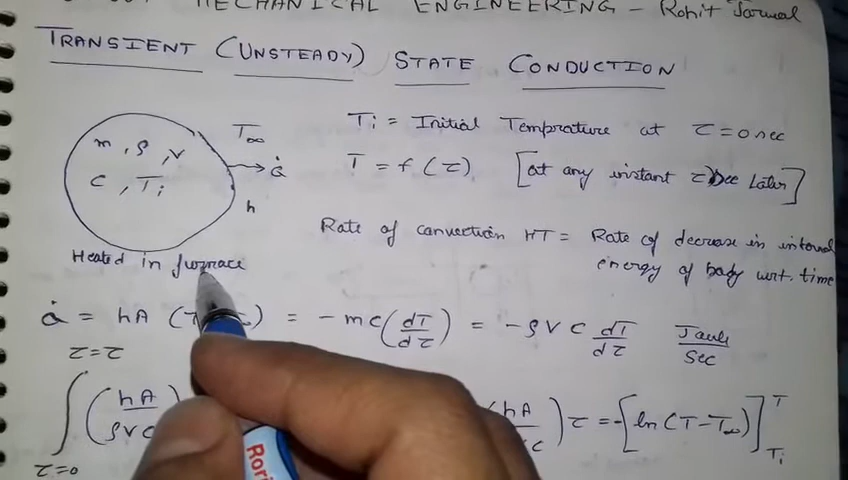 MECHANICAL ENGINEERING - Rohit Jarwal
TRANSIENT (UNSTEADY) STATE CONDUCTION
m, ρ, V
C, Ti
T∞
Q̇
h
Heated in furnace
Ti = Initial Temprature at τ=0 sec
T = f(τ) [at any instant τ sec Later]
Rate of convection HT = Rate of decrease in internal
energy of body w.r.t. time
Q̇ = hA (T = -mc(dT/dτ) = -ρVC dT/dτ Joule/Sec
τ=τ
∫ (hA/ρVC hA/ )τ = -[ln(T-T∞)] T
τ=0 Ti
Rori